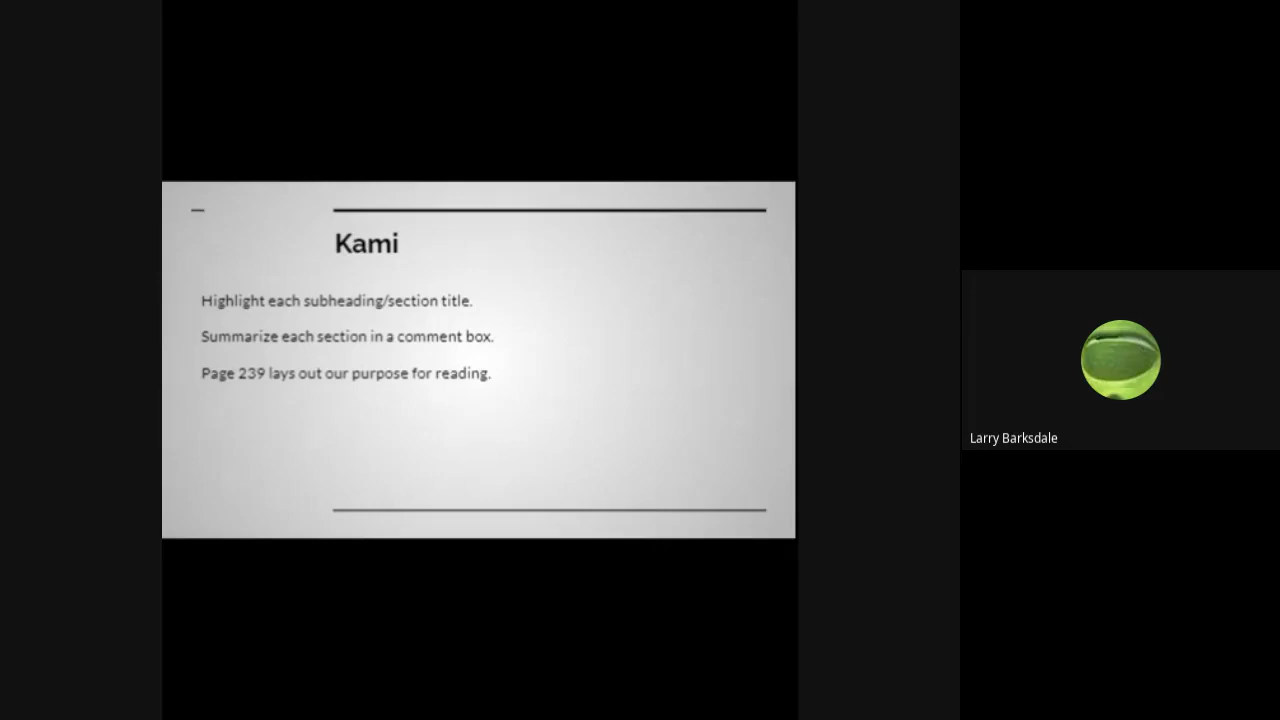 Kami
Highlight each subheading/section title.
Summarize each section in a comment box.
Page 239 lays out our purpose for reading.
Larry Barksdale